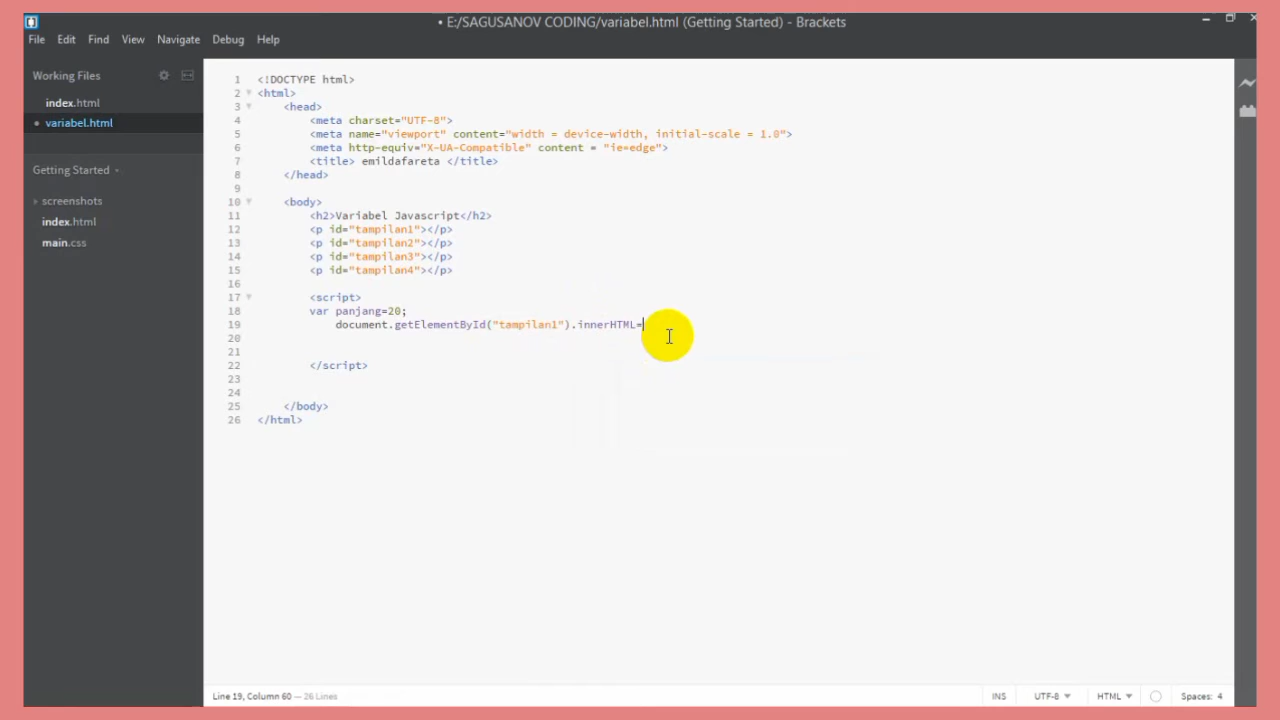 • E:/SAGUSANOV CODING/variabel.html (Getting Started) - Brackets
File Edit Find View Navigate Debug Help
Working Files
index.html
• variabel.html
Getting Started
screenshots
index.html
main.css
1 <!DOCTYPE html>
2 <html>
3 <head>
4 <meta charset="UTF-8">
5 <meta name="viewport" content="width = device-width, initial-scale = 1.0">
6 <meta http-equiv="X-UA-Compatible" content = "ie=edge">
7 <title> emildafareta </title>
8 </head>
9
10 <body>
11 <h2>Variabel Javascript</h2>
12 <p id="tampilan1"></p>
13 <p id="tampilan2"></p>
14 <p id="tampilan3"></p>
15 <p id="tampilan4"></p>
16
17 <script>
18 var panjang=20;
19 document.getElementById("tampilan1").innerHTML=
20
21
22 </script>
23
24
25 </body>
26 </html>
Line 19, Column 60 — 26 Lines INS UTF-8 HTML Spaces: 4